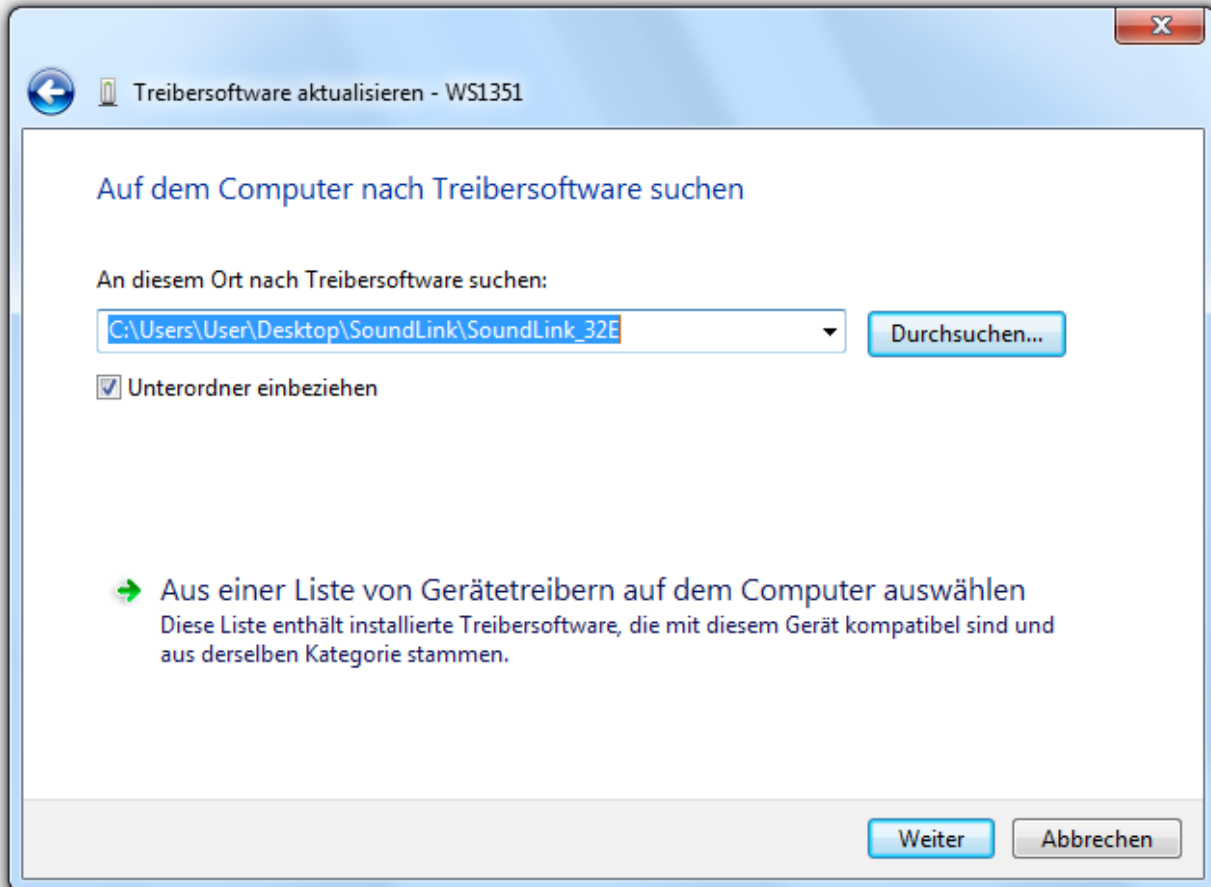 Treibersoftware aktualisieren - WS1351
Auf dem Computer nach Treibersoftware suchen
An diesem Ort nach Treibersoftware suchen:
C:\Users\User\Desktop\SoundLink\SoundLink_32E
Durchsuchen...
Unterordner einbeziehen
Aus einer Liste von Gerätetreibern auf dem Computer auswählen
Diese Liste enthält installierte Treibersoftware, die mit diesem Gerät kompatibel sind und
aus derselben Kategorie stammen.
Weiter
Abbrechen